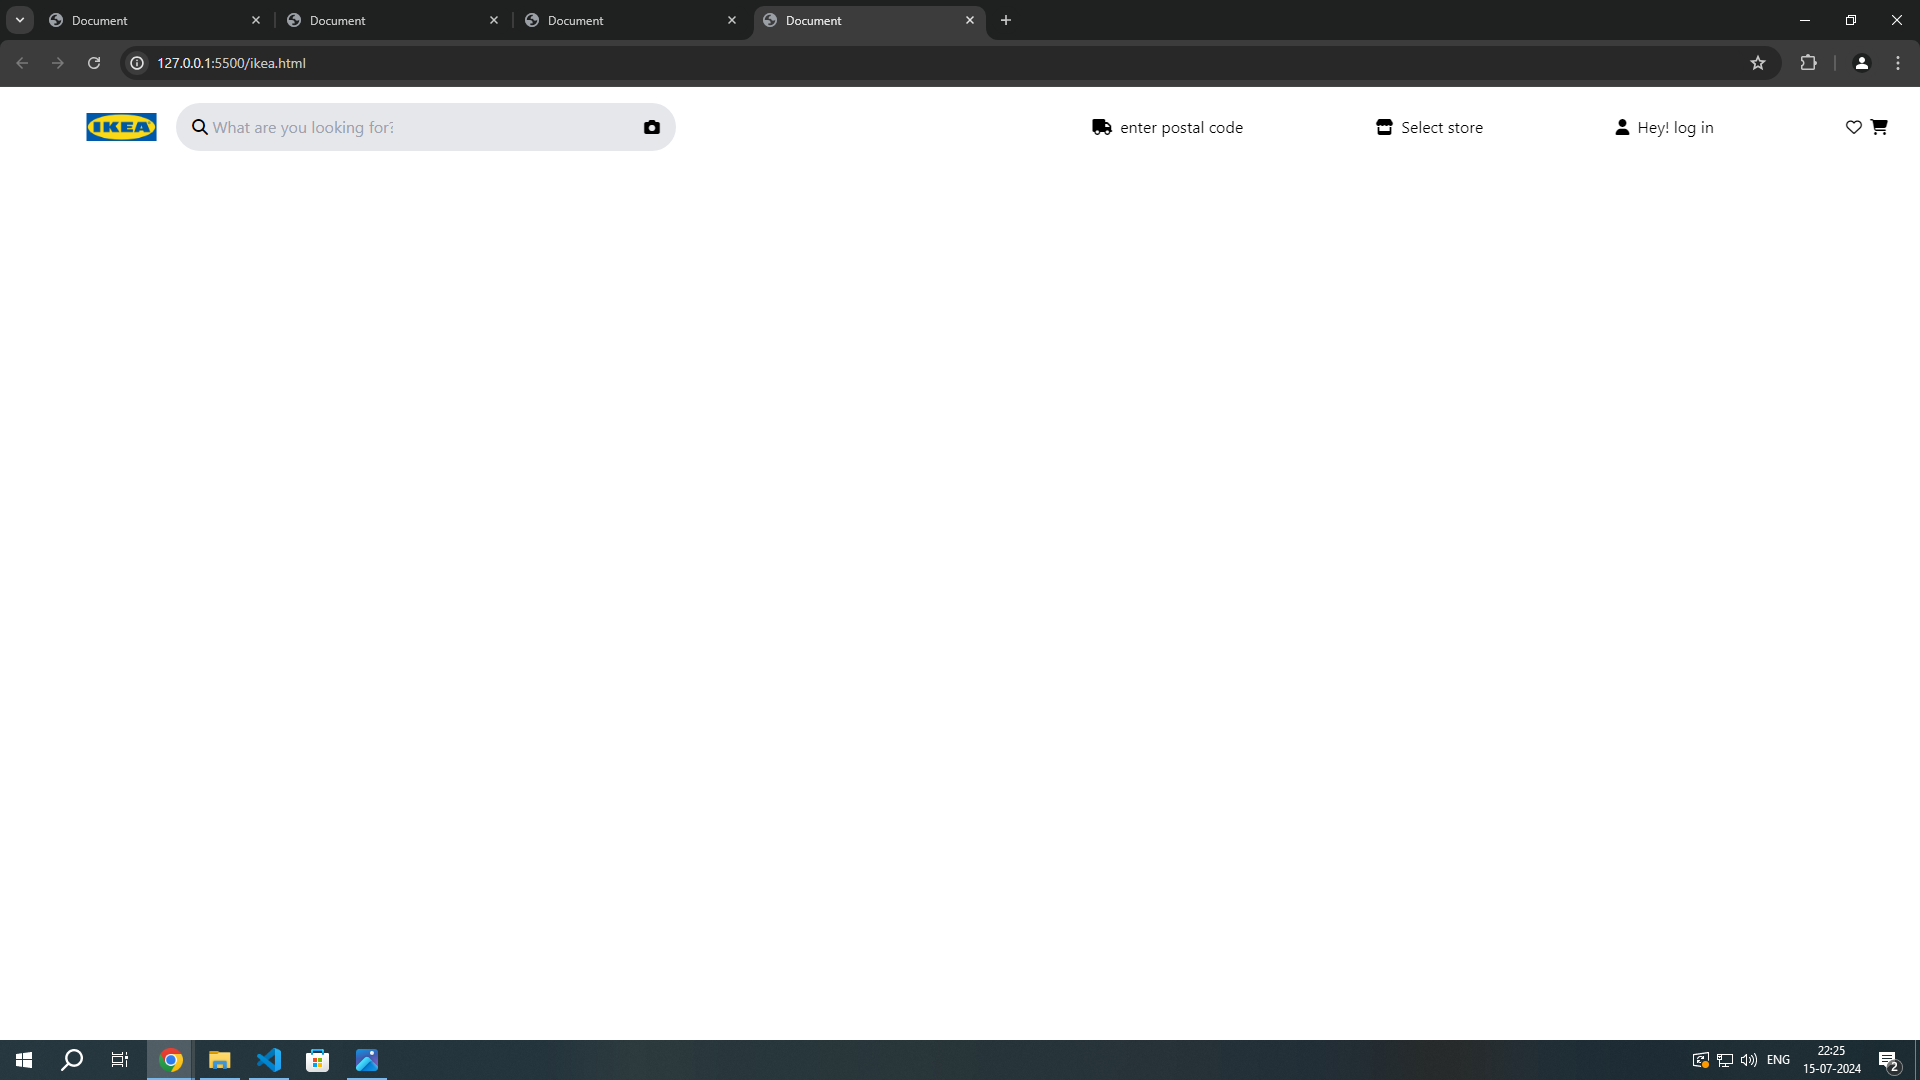 Document
Document
Document
Document
127.0.0.1:5500/ikea.html
IKEA
What are you looking for?
enter postal code
Select store
Hey! log in
ENG
22:25
15-07-2024
2